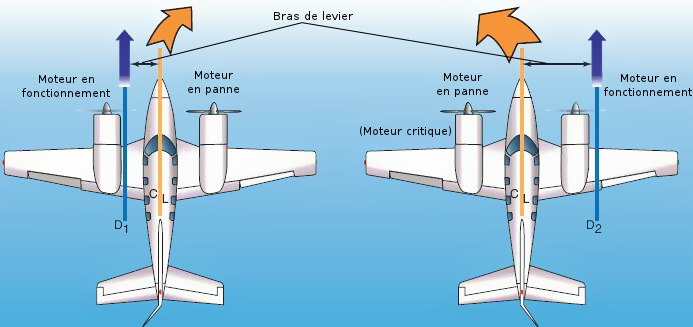 Bras de levier
Moteur en
fonctionnement
Moteur
en panne
C L
D1
Moteur
en panne
(Moteur critique)
Moteur en
fonctionnement
C L
D2